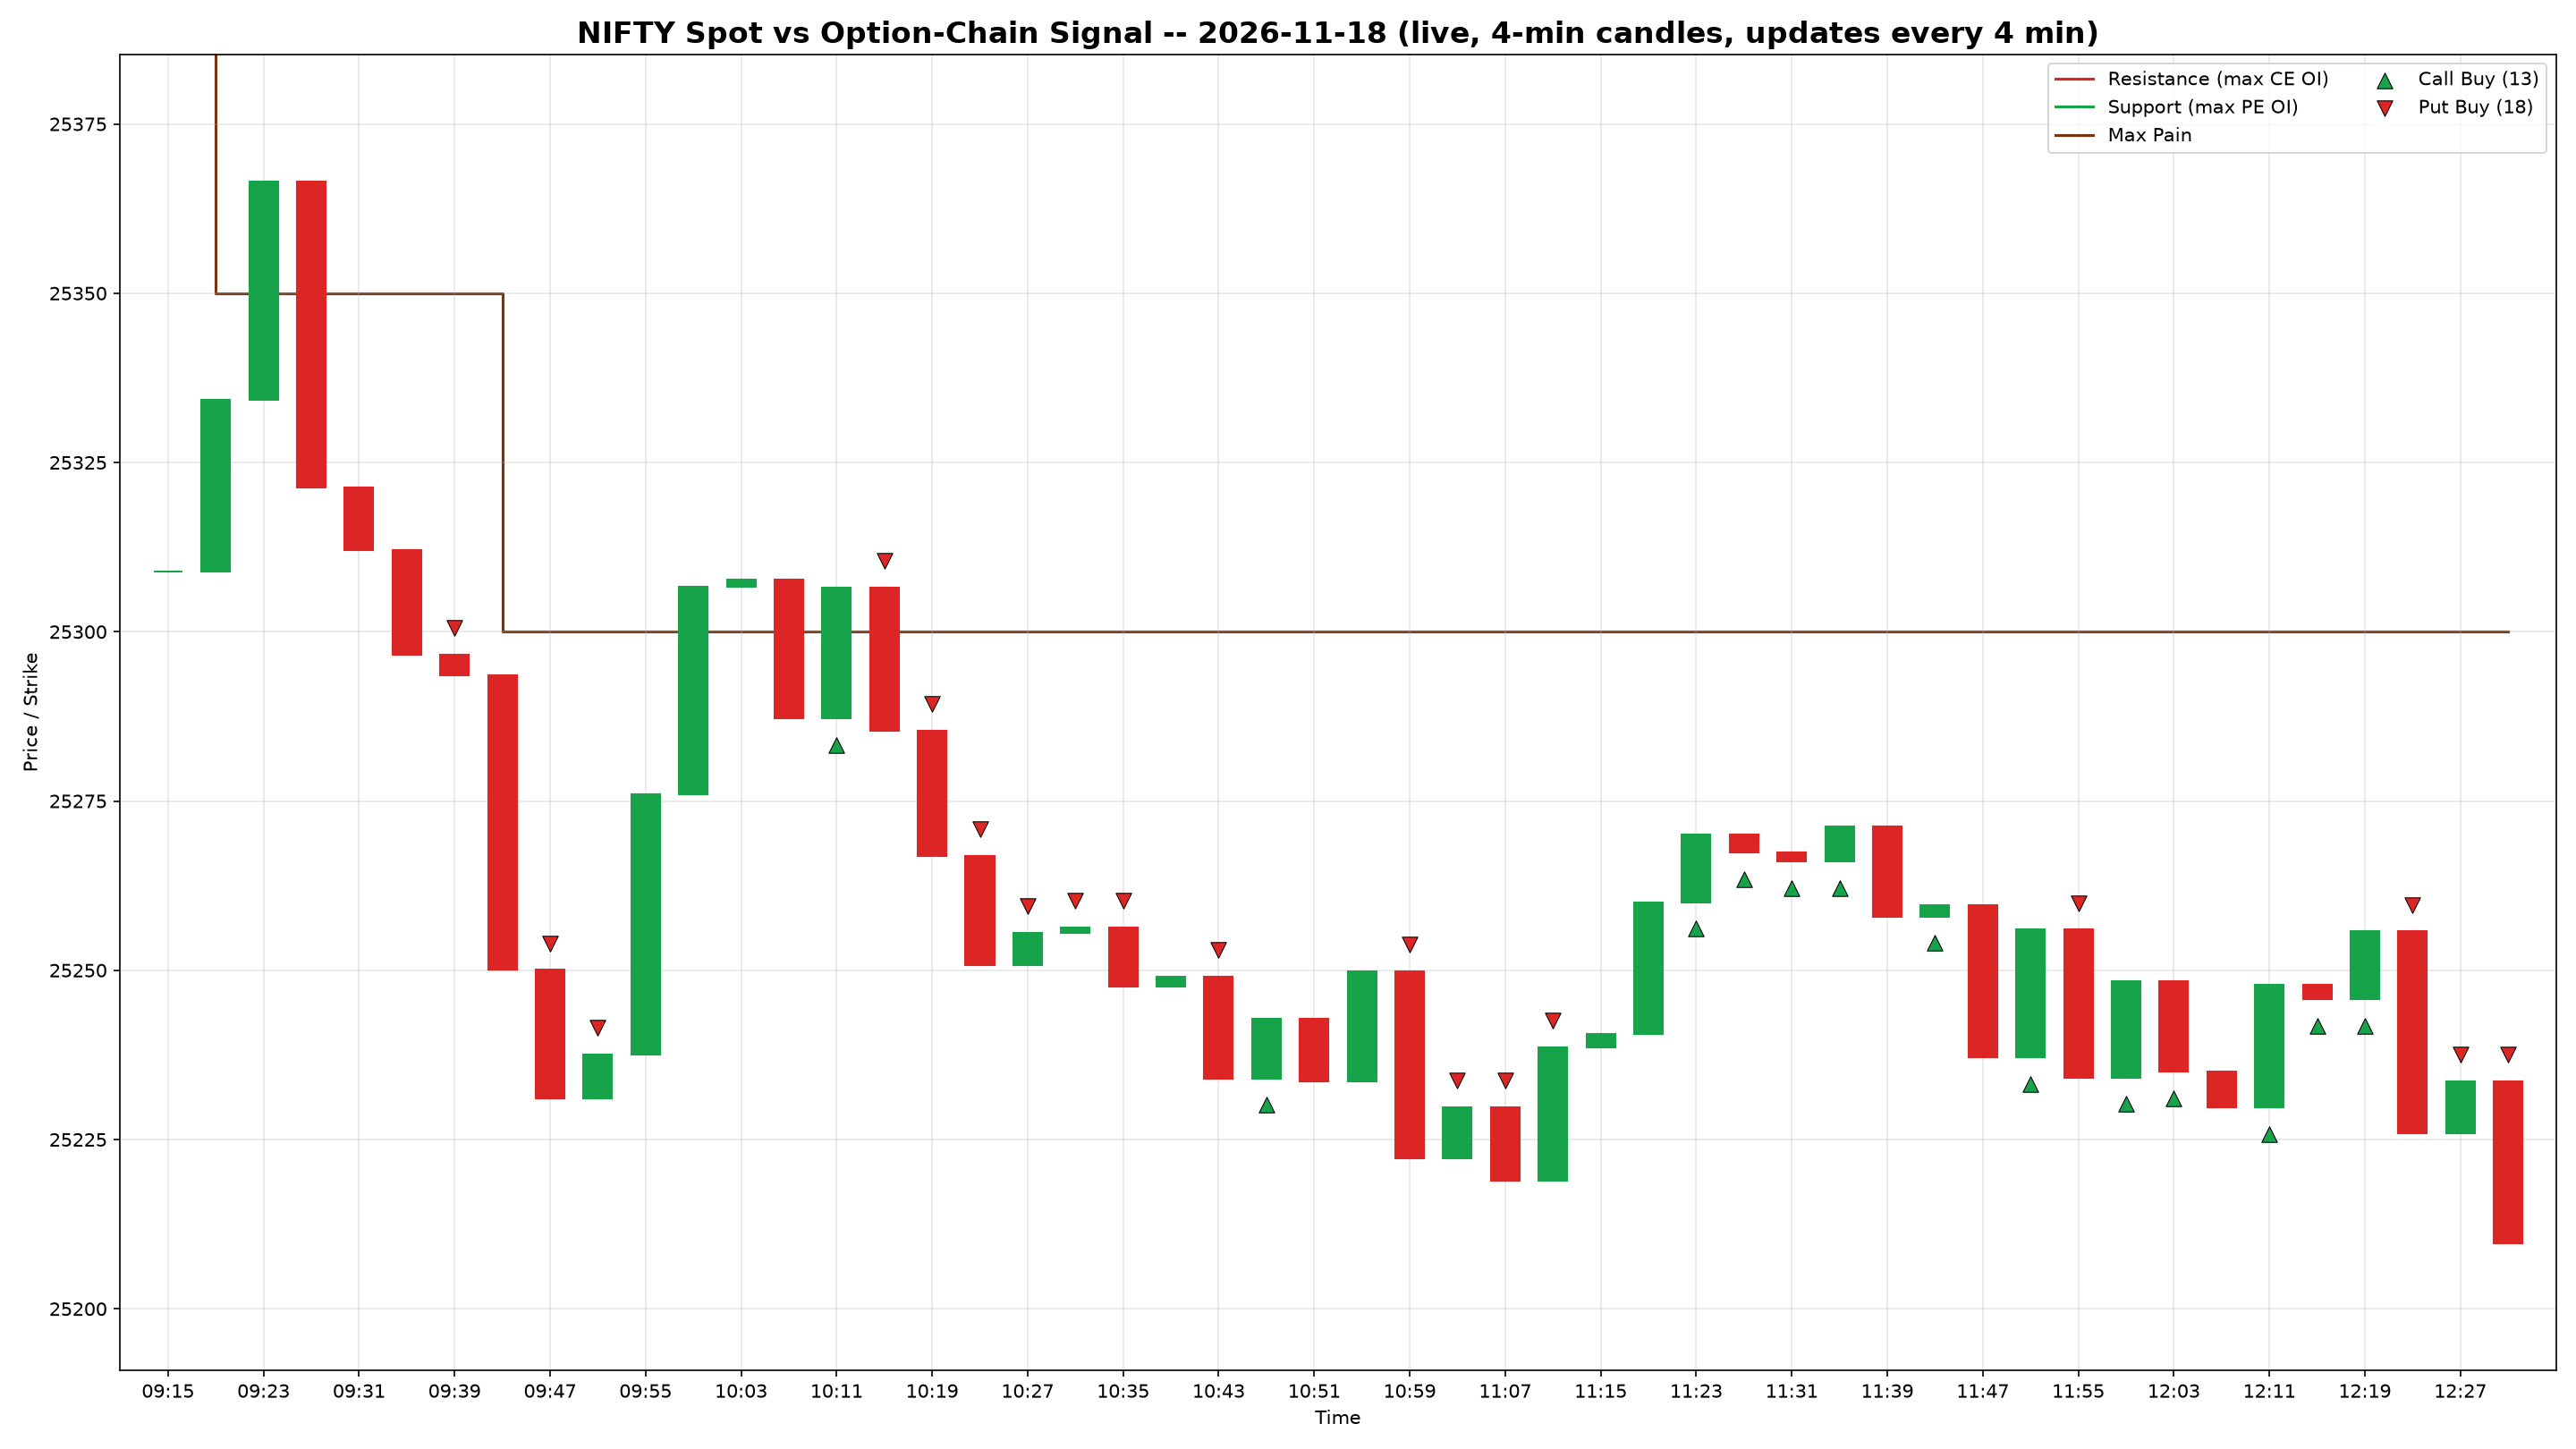 NIFTY Spot vs Option-Chain Signal -- 2026-11-18 (live, 4-min candles, updates every 4 min)
Resistance (max CE OI)
Support (max PE OI)
Max Pain
Call Buy (13)
Put Buy (18)
Price / Strike
25375
25350
25325
25300
25275
25250
25225
25200
09:15 09:23 09:31 09:39 09:47 09:55 10:03 10:11 10:19 10:27 10:35 10:43 10:51 10:59 11:07 11:15 11:23 11:31 11:39 11:47 11:55 12:03 12:11 12:19 12:27
Time